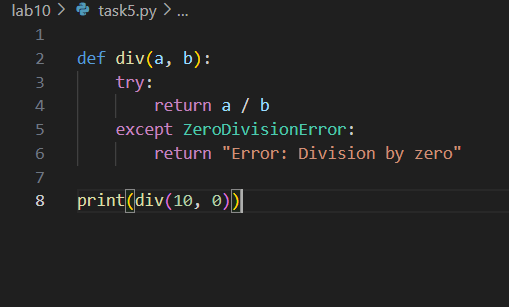 lab10 > task5.py > ...
1
2 def div(a, b):
3     try:
4         return a / b
5     except ZeroDivisionError:
6         return "Error: Division by zero"
7
8 print(div(10, 0))